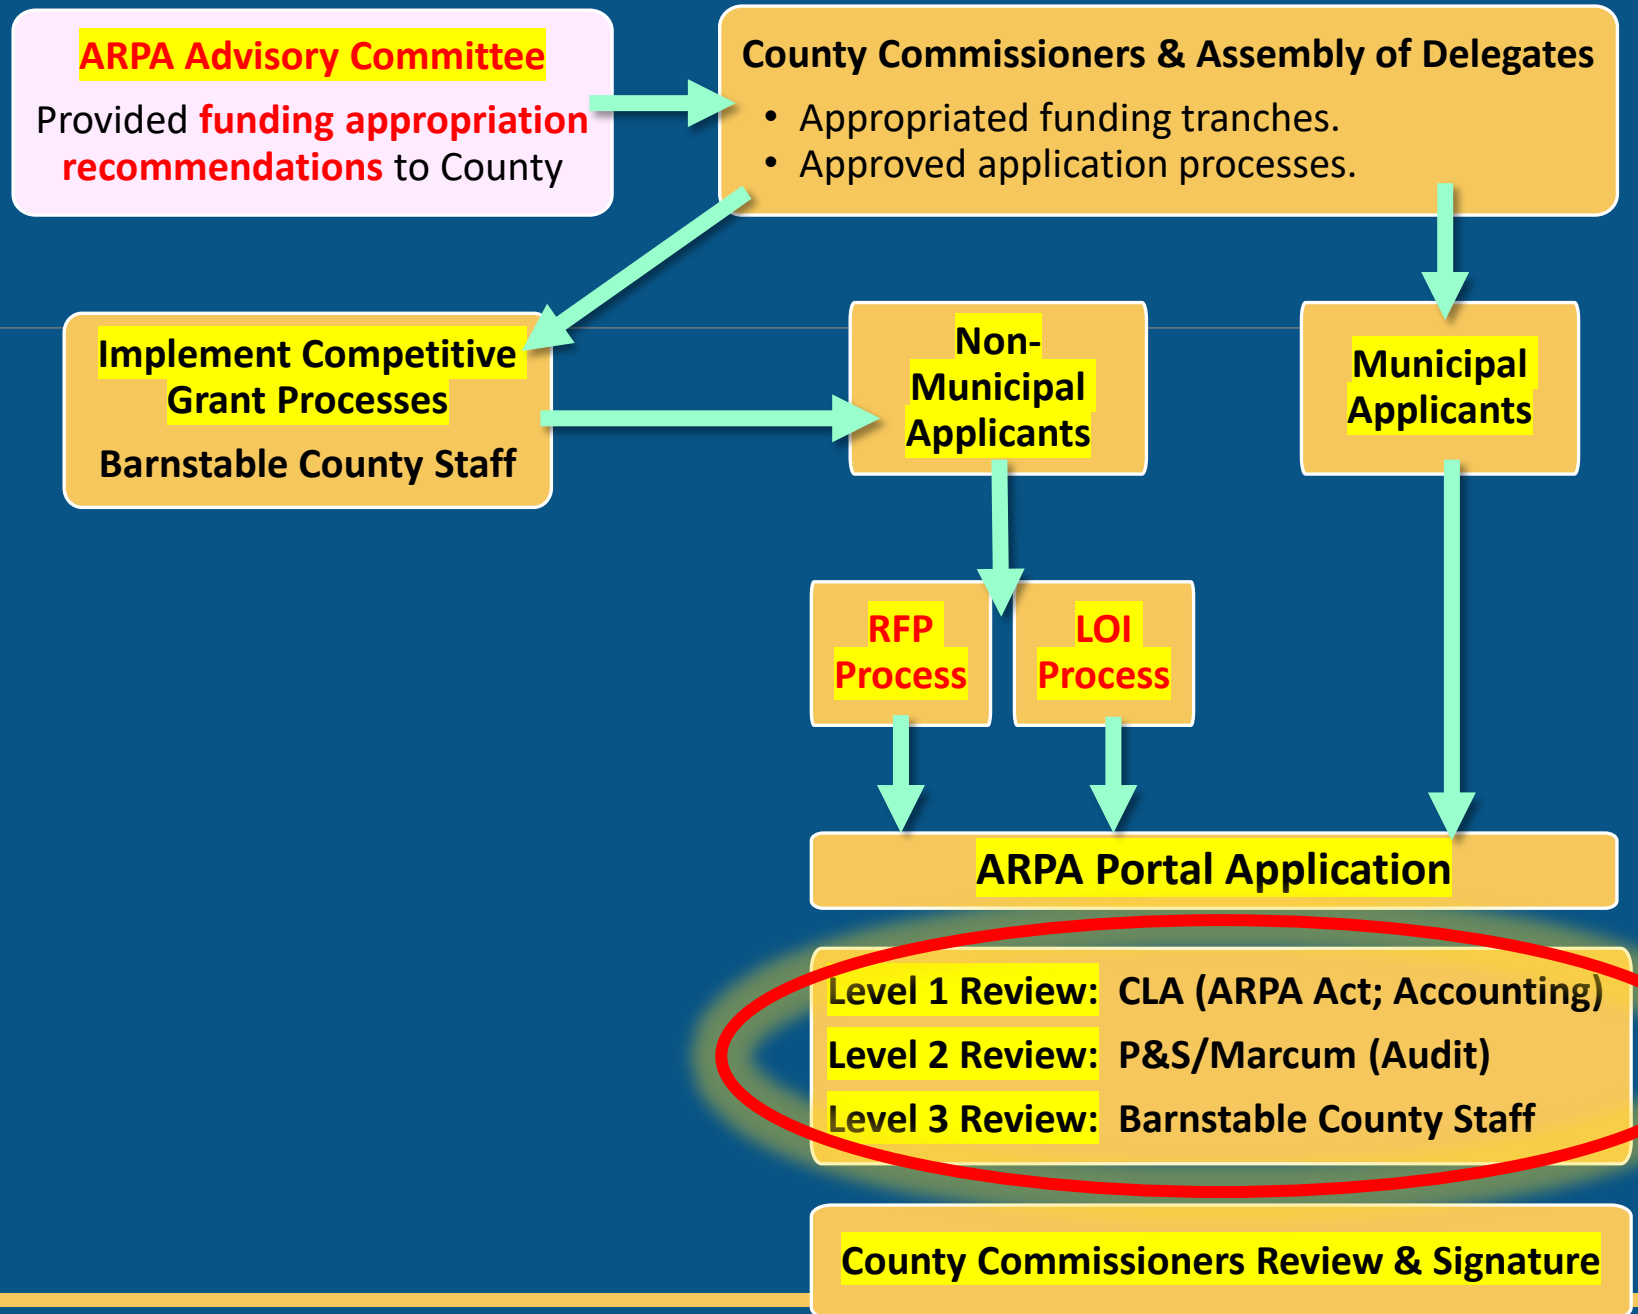 ARPA Advisory Committee
Provided funding appropriation
recommendations to County
County Commissioners & Assembly of Delegates
• Appropriated funding tranches.
• Approved application processes.
Implement Competitive
Grant Processes
Barnstable County Staff
Non-
Municipal
Applicants
Municipal
Applicants
RFP
Process
LOI
Process
ARPA Portal Application
Level 1 Review: CLA (ARPA Act; Accounting)
Level 2 Review: P&S/Marcum (Audit)
Level 3 Review: Barnstable County Staff
County Commissioners Review & Signature